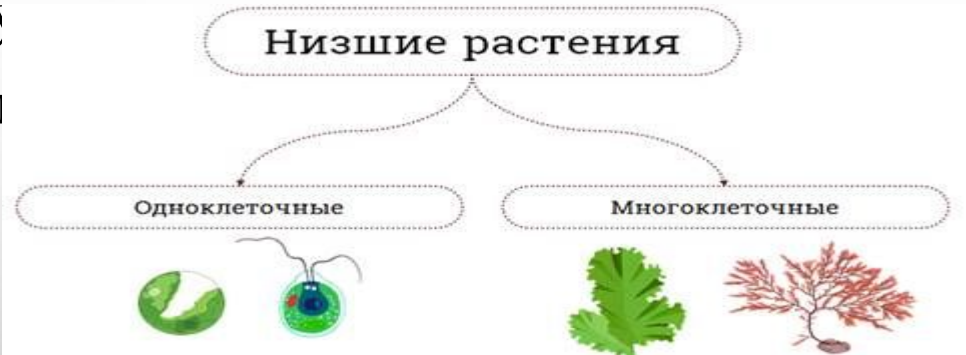 Низшие растения
Одноклеточные
Многоклеточные